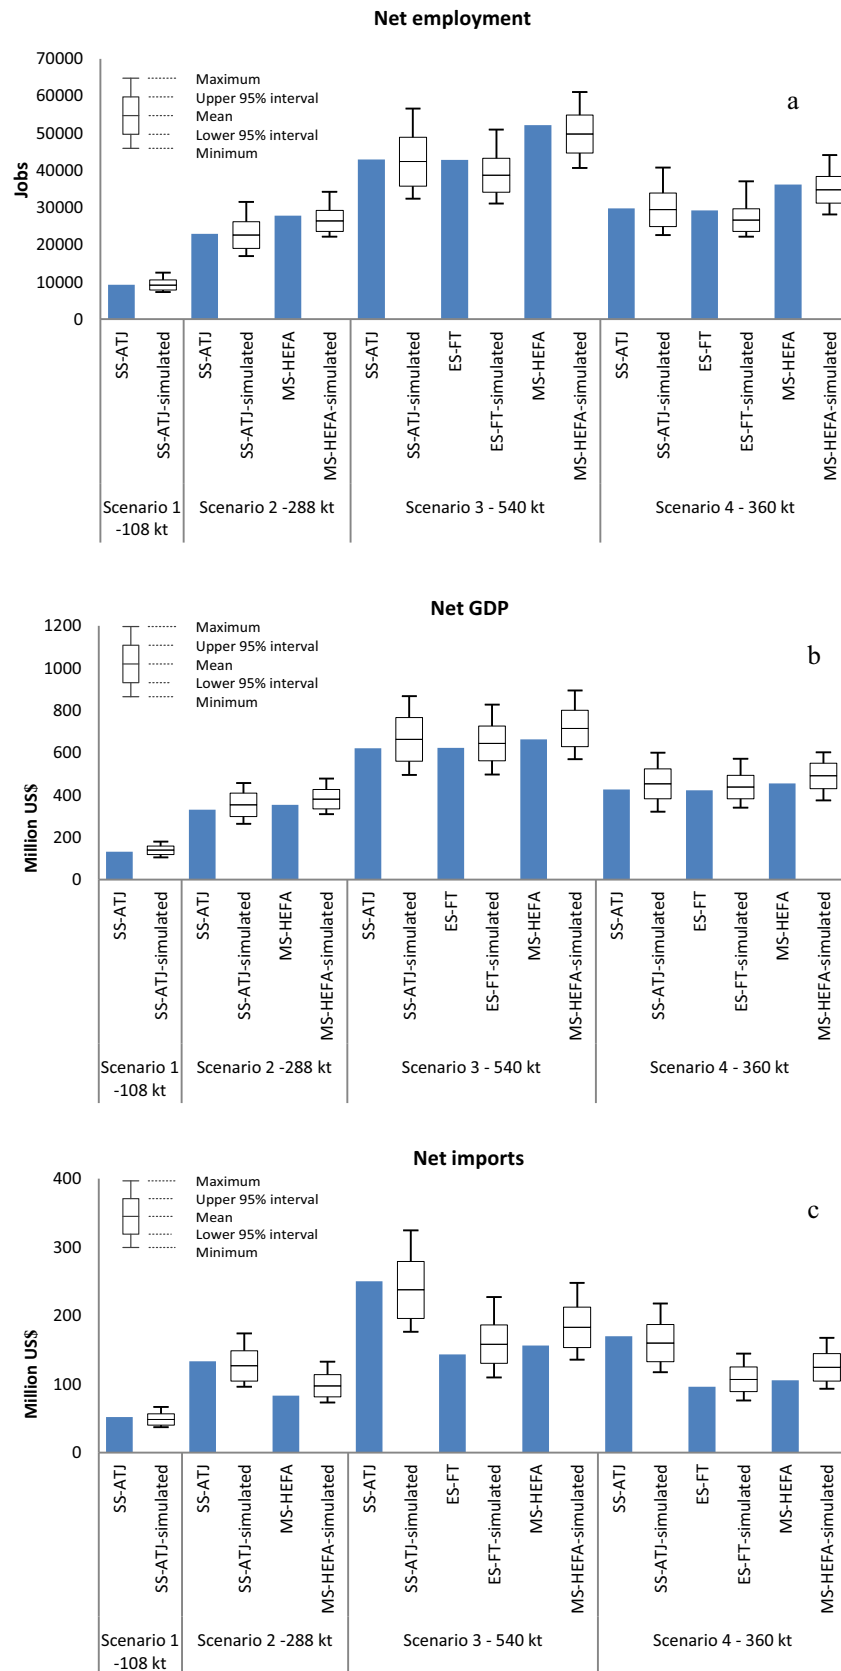 Net employment
70000
60000
50000
40000
30000
20000
10000
0
Jobs
Maximum
Upper 95% interval
Mean
Lower 95% interval
Minimum
a
SS-ATJ
SS-ATJ-simulated
SS-ATJ
SS-ATJ-simulated
MS-HEFA
MS-HEFA-simulated
SS-ATJ
SS-ATJ-simulated
ES-FT
ES-FT-simulated
MS-HEFA
MS-HEFA-simulated
SS-ATJ
SS-ATJ-simulated
ES-FT
ES-FT-simulated
MS-HEFA
MS-HEFA-simulated
Scenario 1
-108 kt
Scenario 2 -288 kt
Scenario 3 - 540 kt
Scenario 4 - 360 kt
Net GDP
1200
1000
800
600
400
200
0
Million US$
Maximum
Upper 95% interval
Mean
Lower 95% interval
Minimum
b
SS-ATJ
SS-ATJ-simulated
SS-ATJ
SS-ATJ-simulated
MS-HEFA
MS-HEFA-simulated
SS-ATJ
SS-ATJ-simulated
ES-FT
ES-FT-simulated
MS-HEFA
MS-HEFA-simulated
SS-ATJ
SS-ATJ-simulated
ES-FT
ES-FT-simulated
MS-HEFA
MS-HEFA-simulated
Scenario 1
-108 kt
Scenario 2 -288 kt
Scenario 3 - 540 kt
Scenario 4 - 360 kt
Net imports
400
300
200
100
0
Million US$
Maximum
Upper 95% interval
Mean
Lower 95% interval
Minimum
c
SS-ATJ
SS-ATJ-simulated
SS-ATJ
SS-ATJ-simulated
MS-HEFA
MS-HEFA-simulated
SS-ATJ
SS-ATJ-simulated
ES-FT
ES-FT-simulated
MS-HEFA
MS-HEFA-simulated
SS-ATJ
SS-ATJ-simulated
ES-FT
ES-FT-simulated
MS-HEFA
MS-HEFA-simulated
Scenario 1
-108 kt
Scenario 2 -288 kt
Scenario 3 - 540 kt
Scenario 4 - 360 kt